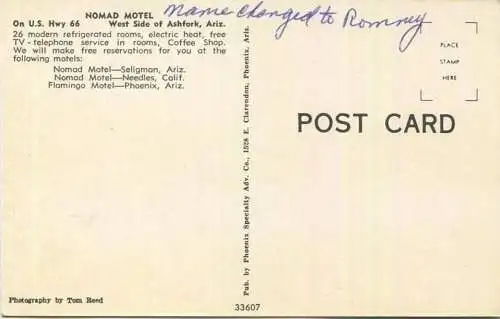 NOMAD MOTEL
On U.S. Hwy 66 West Side of Ashfork, Ariz.
26 modern refrigerated rooms, electric heat, free
TV - telephone service in rooms, Coffee Shop.
We will make free reservations for you at the
following motels:
Nomad Motel—Seligman, Ariz.
Nomad Motel—Needles, Calif.
Flamingo Motel—Phoenix, Ariz.
Name changed to Romney
PLACE
STAMP
HERE
POST CARD
Pub. by Phoenix Specialty Adv. Co., 1528 E. Clarendon, Phoenix, Ariz.
Photography by Tom Reed
33607